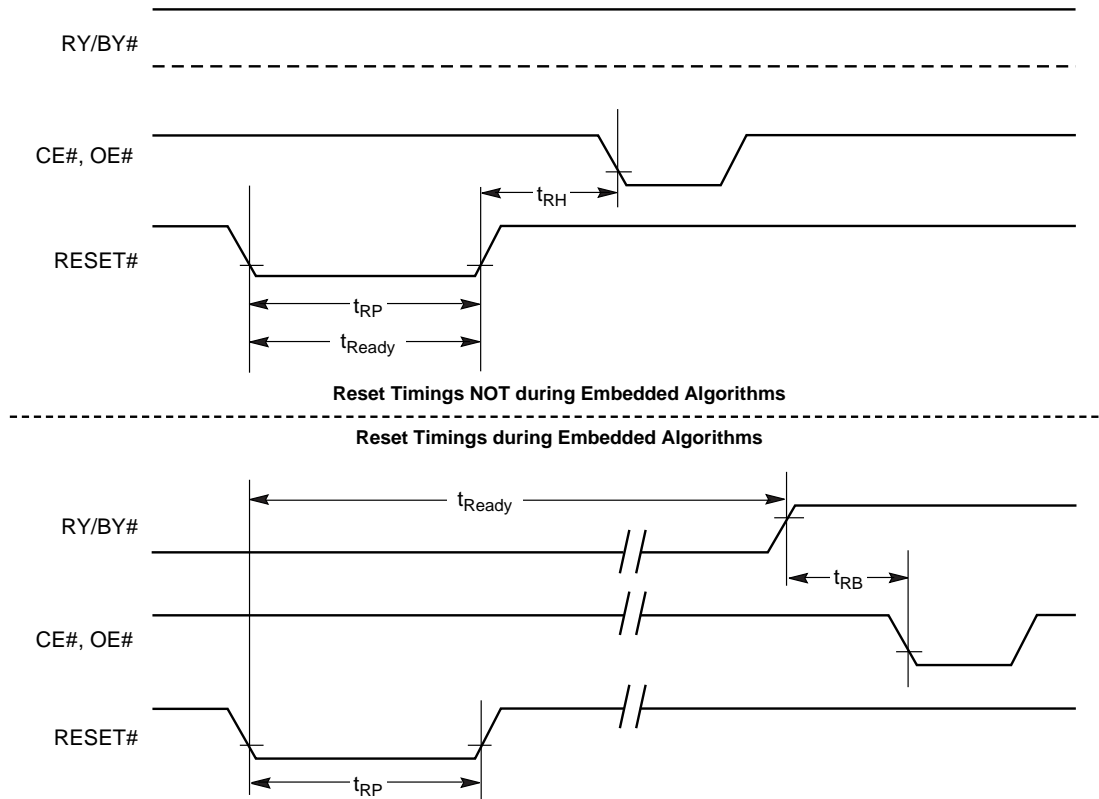 RY/BY#
CE#, OE#
tRH
RESET#
tRP
tReady
Reset Timings NOT during Embedded Algorithms
Reset Timings during Embedded Algorithms
tReady
RY/BY#
tRB
CE#, OE#
RESET#
tRP